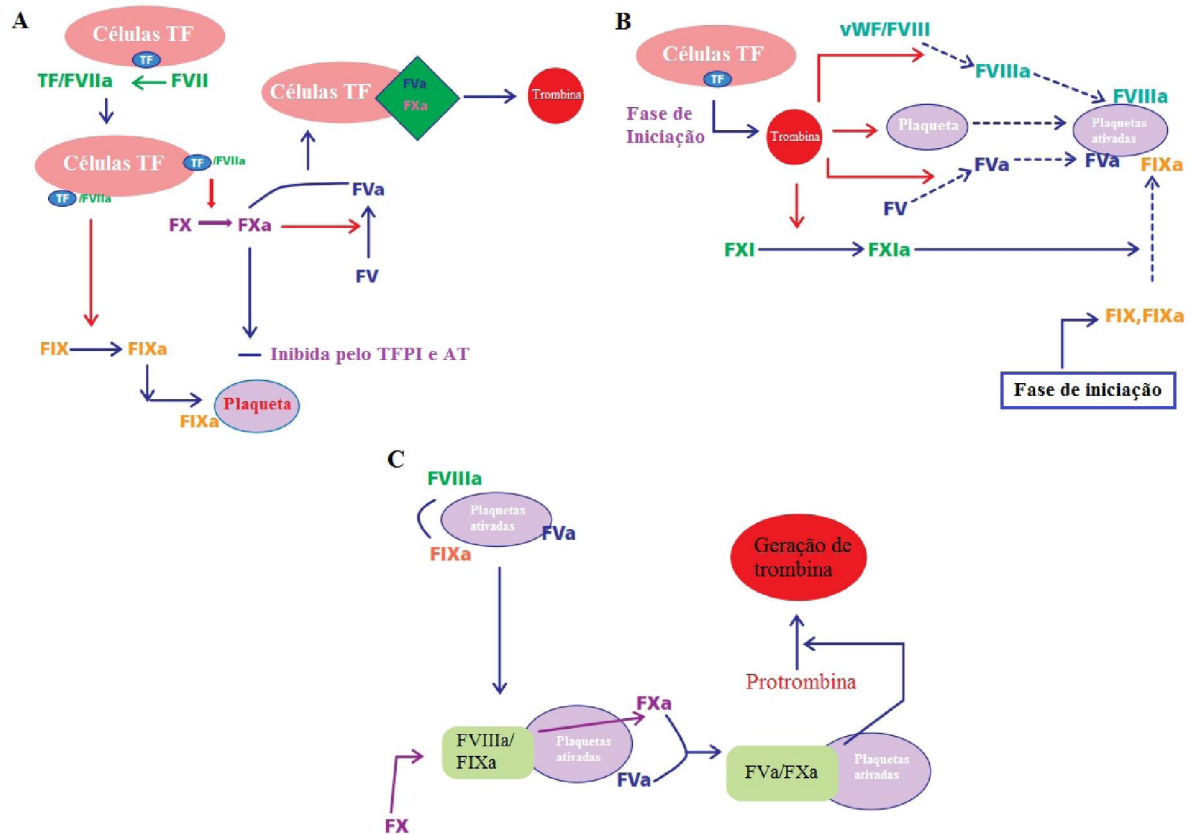 A
Células TF
TF
TF/FVIIa
FVII
Células TF
TF /FVIIa
TF /FVIIa
FX
FXa
FVa
FV
Células TF
FVa
FXa
Trombina
FIX
FIXa
Inibida pelo TFPI e AT
FIXa
Plaqueta
B
Células TF
TF
Fase de
Iniciação
Trombina
vWF/FVIII
FVIIIa
FVIIIa
Plaqueta
Plaquetas
ativadas
FVa
FVa
FIXa
FV
FXI
FXIa
FIX,FIXa
Fase de iniciação
C
FVIIIa
Plaquetas
ativadas
FVa
FIXa
Geração de
trombina
Protrombina
FXa
FVIIIa/
FIXa
Plaquetas
ativadas
FVa
FX
FVa/FXa
Plaquetas
ativadas